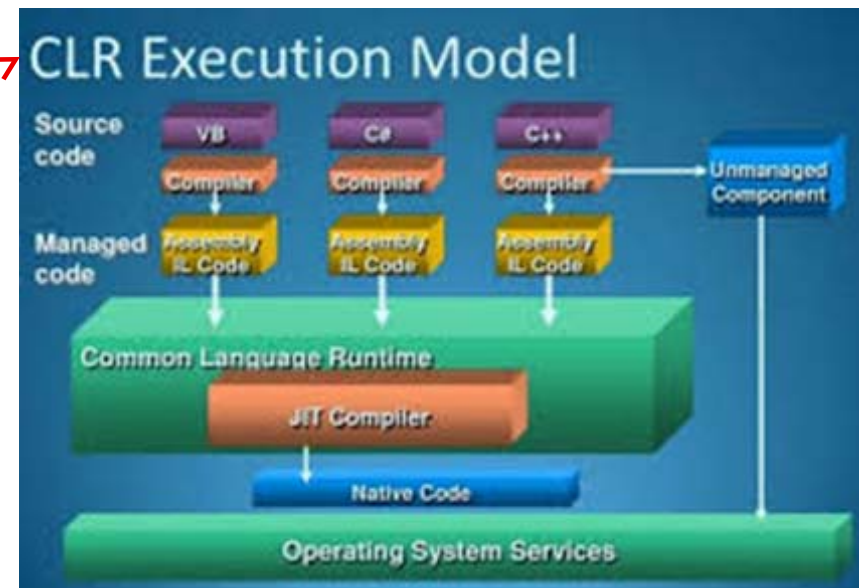 7 CLR Execution Model
Source
code
VB
C#
C++
Compiler
Compiler
Compiler
Unmanaged
Component
Managed
code
Assembly
IL Code
Assembly
IL Code
Assembly
IL Code
Common Language Runtime
JIT Compiler
Native Code
Operating System Services